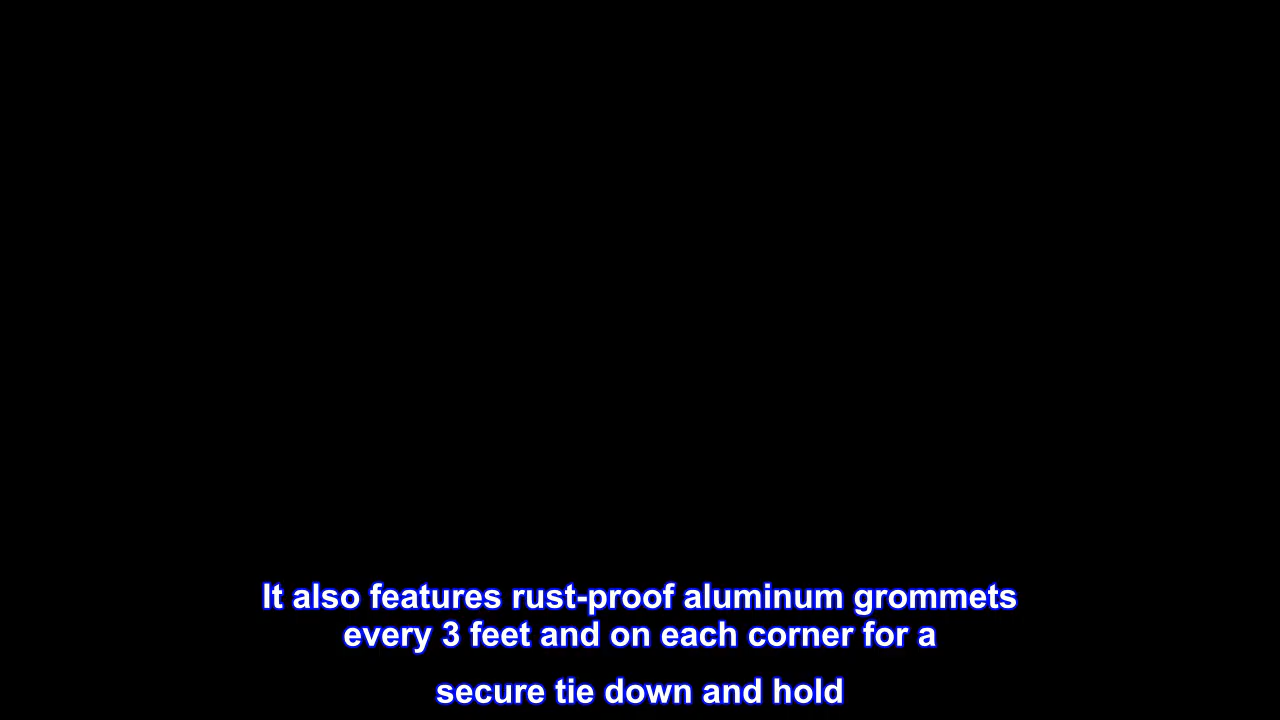 It also features rust-proof aluminum grommets
every 3 feet and on each corner for a
secure tie down and hold